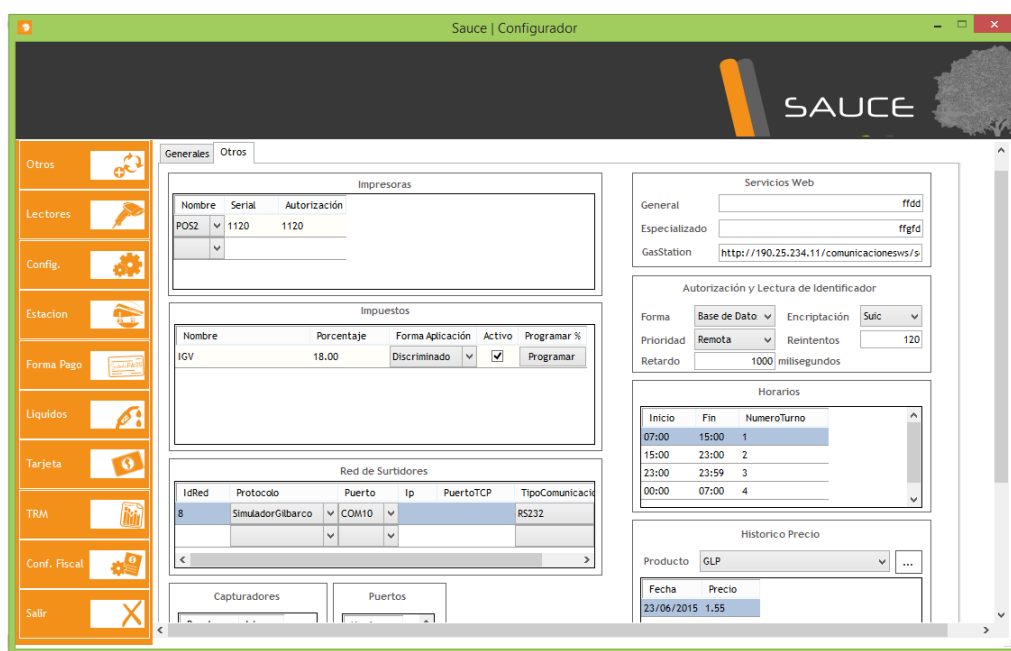 Sauce | Configurador
SAUCE
Otros
Lectores
Config.
Estacion
Forma Pago
Liquidos
Tarjeta
TRM
Conf. Fiscal
Salir
Generales Otros
Impresoras
Nombre Serial Autorización
POS2 1120 1120
Impuestos
Nombre Porcentaje Forma Aplicación Activo Programar %
IGV 18.00 Discriminado Programar
Red de Surtidores
IdRed Protocolo Puerto Ip PuertoTCP TipoComunicació
8 SimuladorGilbarco COM10 RS232
Capturadores
Puertos
Servicios Web
General ffdd
Especializado ffgfd
GasStation http://190.25.234.11/comunicacionesws/s
Autorización y Lectura de Identificador
Forma Base de Dato Encriptación Suic
Prioridad Remota Reintentos 120
Retardo 1000 milisegundos
Horarios
Inicio Fin NumeroTurno
07:00 15:00 1
15:00 23:00 2
23:00 23:59 3
00:00 07:00 4
Historico Precio
Producto GLP ...
Fecha Precio
23/06/2015 1.55